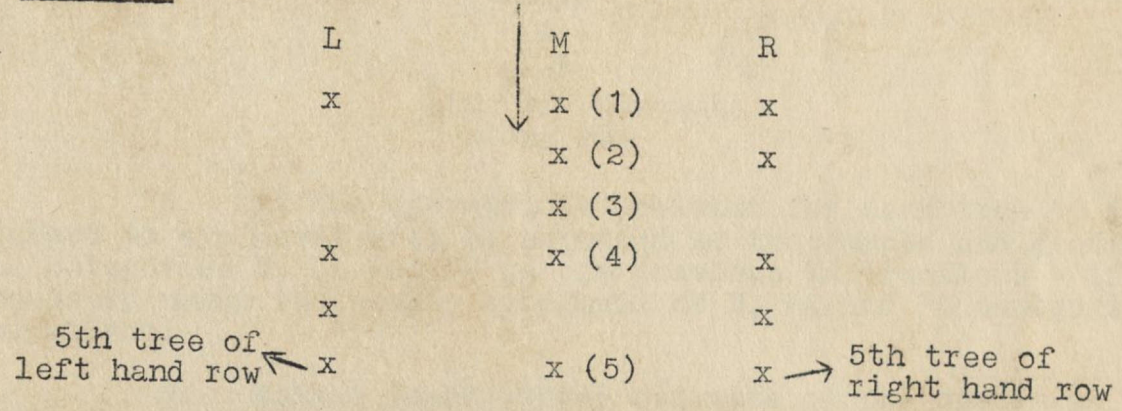 L M R
x x (1) x
x (2) x
x (3)
x x (4) x
x x
5th tree of
left hand row x x (5) x 5th tree of
right hand row